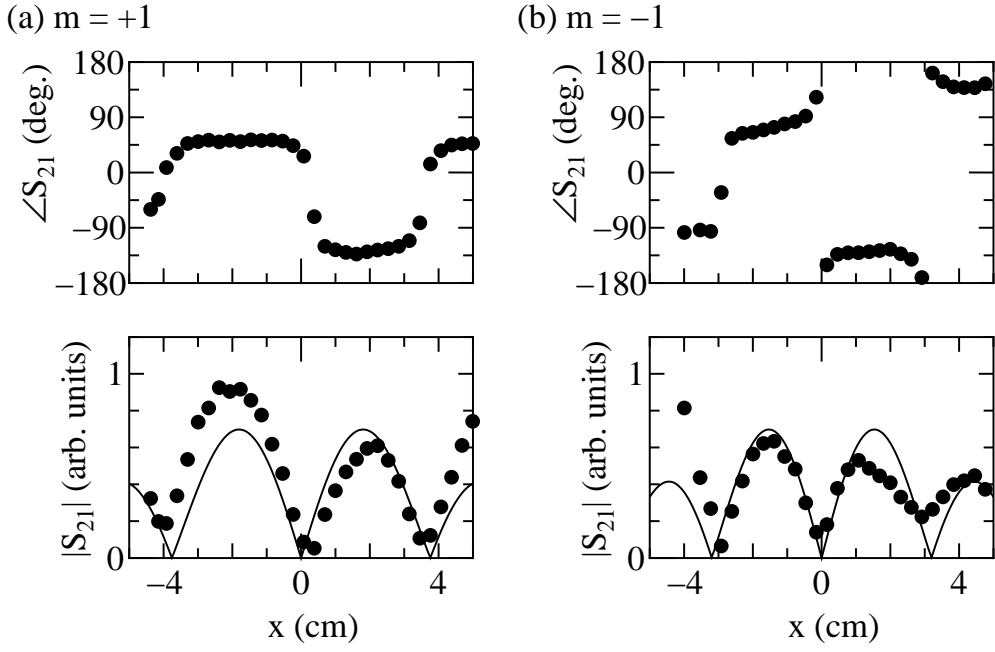 (a) m = +1
(b) m = −1
180
90
0
−90
−180
∠S21 (deg.)
180
90
0
−90
−180
∠S21 (deg.)
1
0
|S21| (arb. units)
−4
0
4
x (cm)
1
0
|S21| (arb. units)
−4
0
4
x (cm)